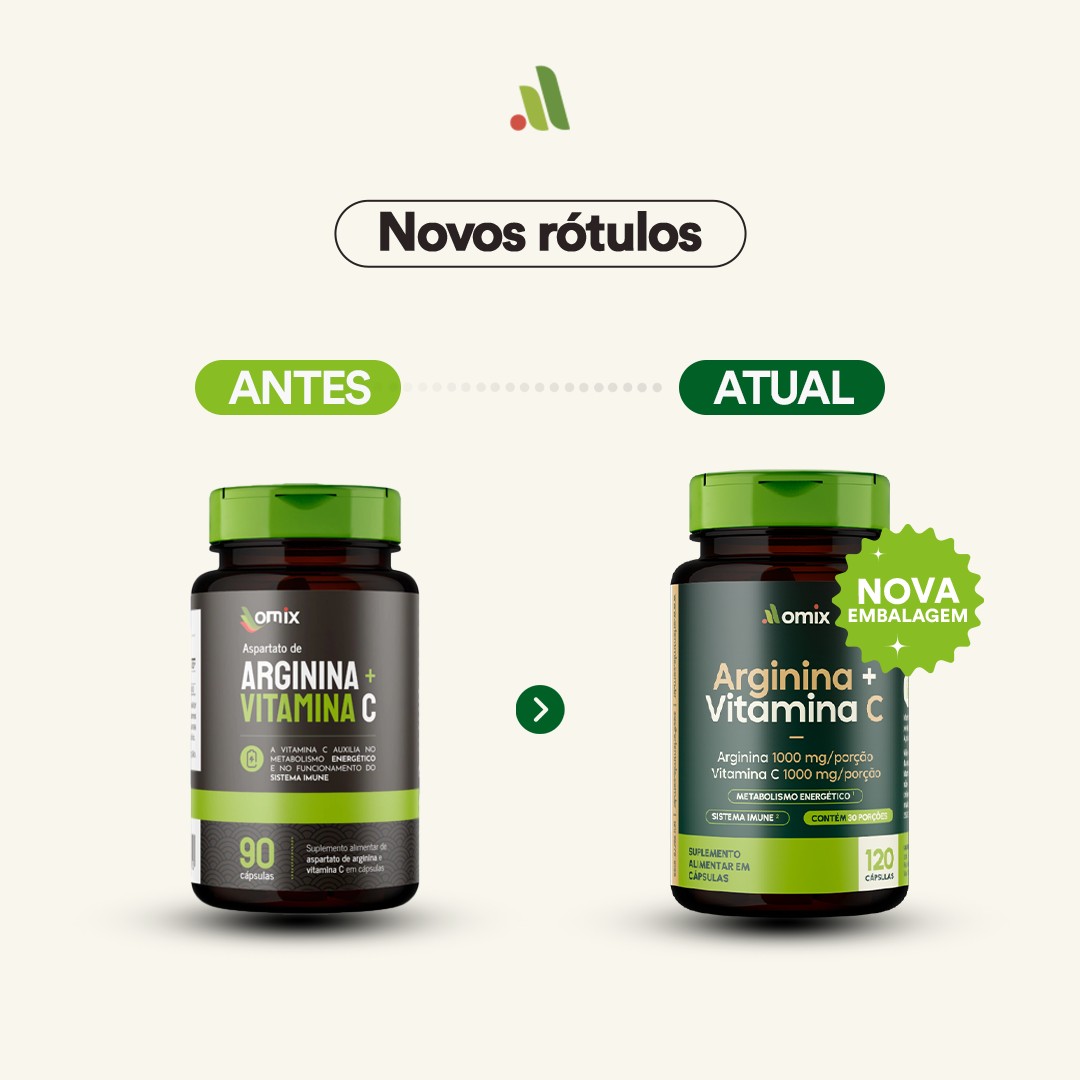 Novos rótulos
ANTES
ATUAL
omix
Aspartato de
ARGININA +
VITAMINA C
A VITAMINA C AUXILIA NO
METABOLISMO ENERGÉTICO
E NO FUNCIONAMENTO DO
SISTEMA IMUNE
90
cápsulas
Suplemento alimentar de
aspartato de arginina e
vitamina C em cápsulas
NOVA
EMBALAGEM
omix
Arginina +
Vitamina C
Arginina 1000 mg/porção
Vitamina C 1000 mg/porção
METABOLISMO ENERGÉTICO ¹
SISTEMA IMUNE ²
CONTÉM 30 PORÇÕES
SUPLEMENTO
ALIMENTAR EM
CÁPSULAS
120
CÁPSULAS